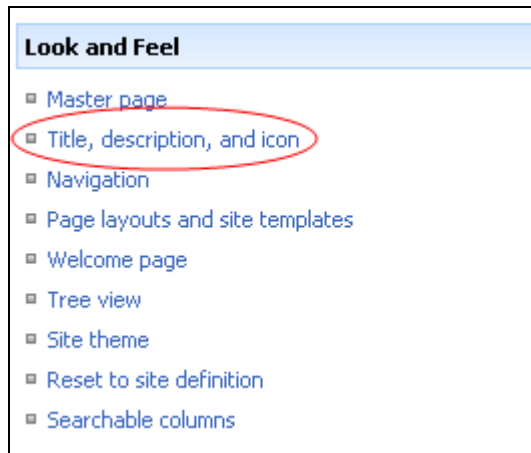 Look and Feel
Master page
Title, description, and icon
Navigation
Page layouts and site templates
Welcome page
Tree view
Site theme
Reset to site definition
Searchable columns